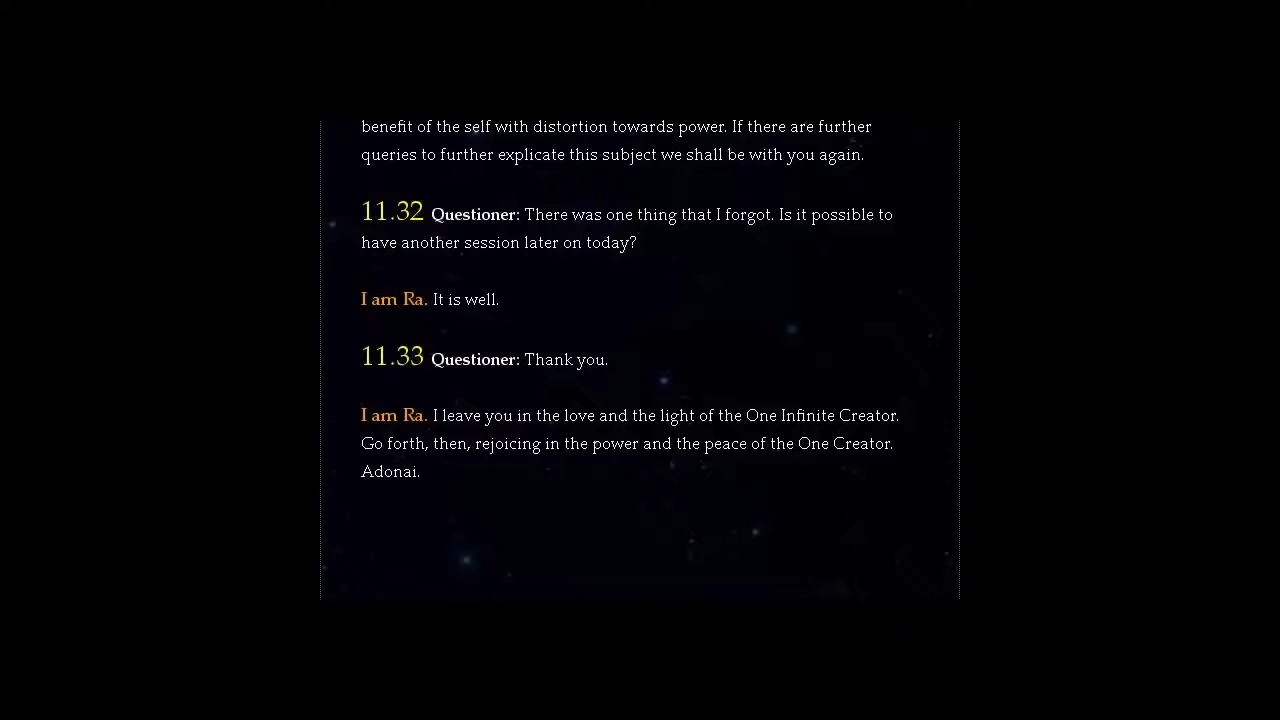 benefit of the self with distortion towards power. If there are further
queries to further explicate this subject we shall be with you again.
11.32 Questioner: There was one thing that I forgot. Is it possible to
have another session later on today?
I am Ra. It is well.
11.33 Questioner: Thank you.
I am Ra. I leave you in the love and the light of the One Infinite Creator.
Go forth, then, rejoicing in the power and the peace of the One Creator.
Adonai.